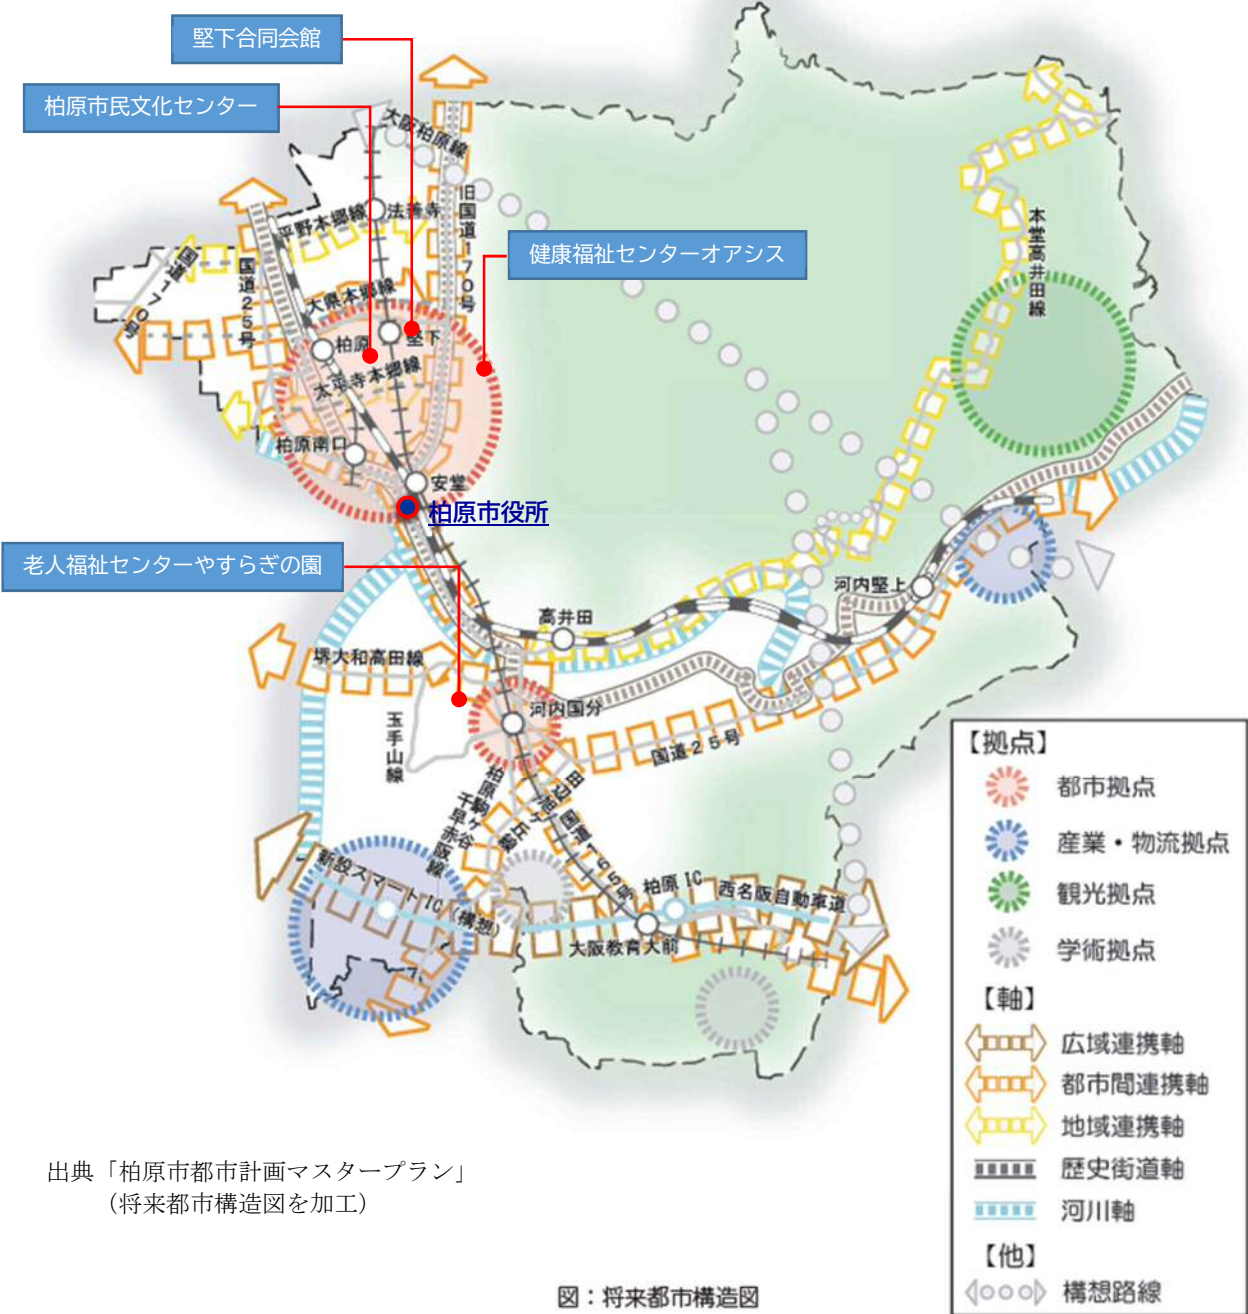 堅下合同会館
柏原市民文化センター
大阪柏原線
旧国道170号
法善寺
平野本郷線
健康福祉センターオアシス
本堂高井田線
国道170号
国道25号
大県本郷線
柏原
堅下
太平寺本郷線
柏原南口
安堂
柏原市役所
老人福祉センターやすらぎの園
高井田
河内堅上
堺大和高田線
玉手山線
河内国分
国道25号
柏原駒ケ谷千早赤阪線
田辺旭ケ丘線
国道165号
新設スマートIC（構想）
柏原IC
西名阪自動車道
大阪教育大前
【拠点】
都市拠点
産業・物流拠点
観光拠点
学術拠点
【軸】
広域連携軸
都市間連携軸
地域連携軸
歴史街道軸
河川軸
【他】
構想路線
出典「柏原市都市計画マスタープラン」
（将来都市構造図を加工）
図：将来都市構造図